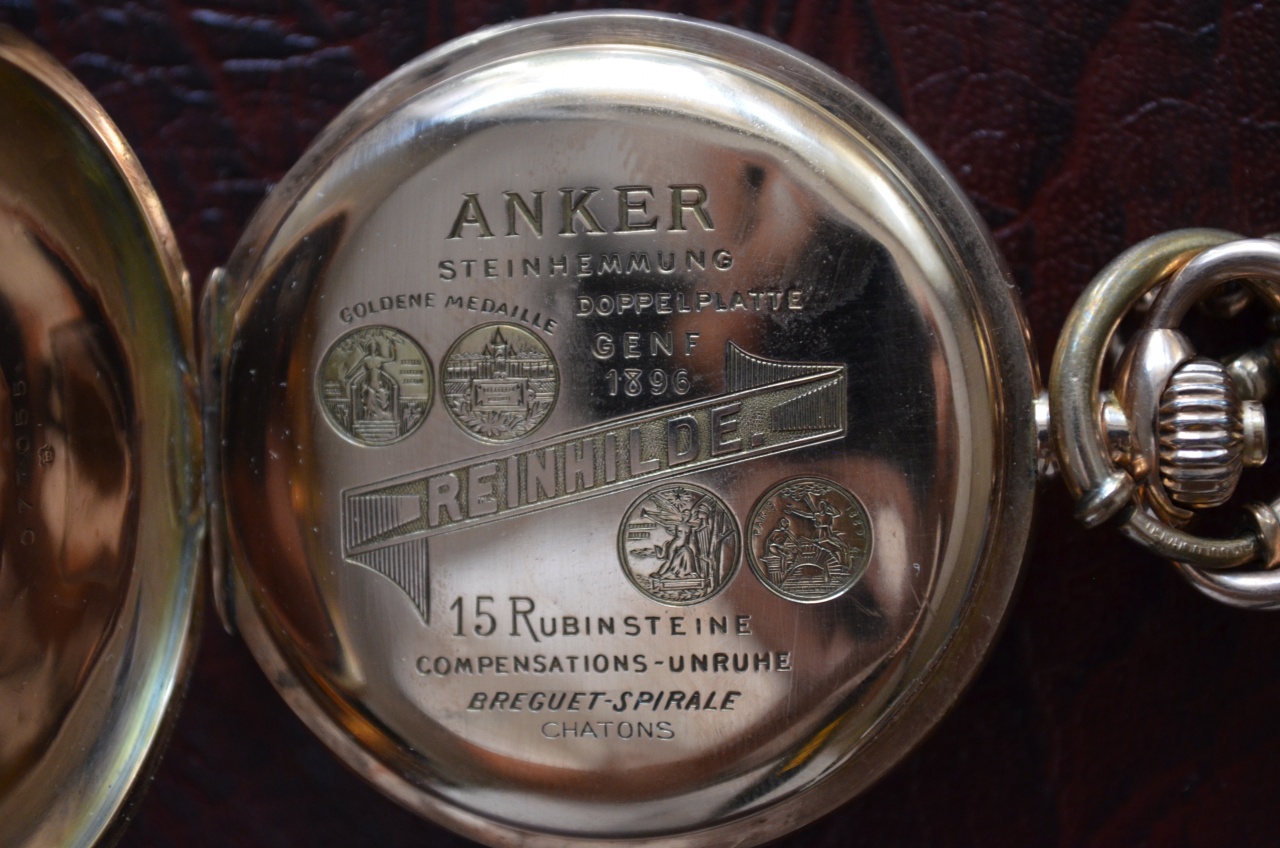 ANKER
STEINHEMMUNG
GOLDENE MEDAILLE
DOPPELPLATTE
GENF
1896
REINHILDE.
15 RUBINSTEINE
COMPENSATIONS-UNRUHE
BREGUET-SPIRALE
CHATONS